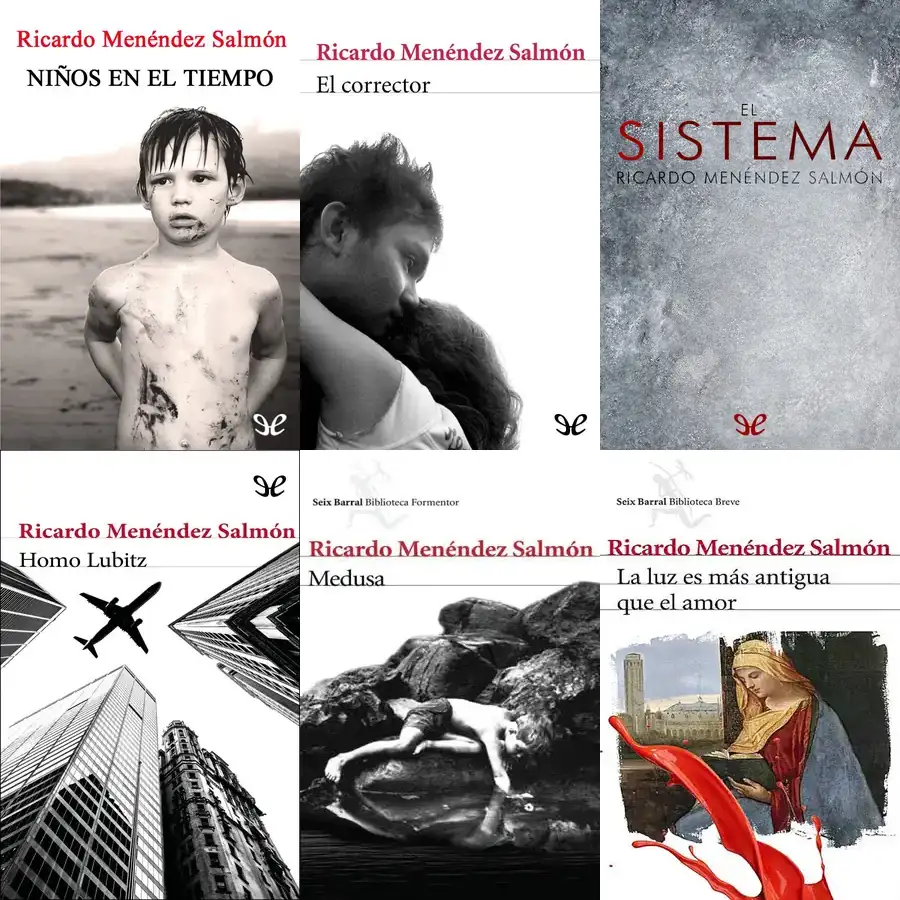 Ricardo Menéndez Salmón
NIÑOS EN EL TIEMPO
Ricardo Menéndez Salmón
El corrector
EL
SISTEMA
RICARDO MENÉNDEZ SALMÓN
Ricardo Menéndez Salmón
Homo Lubitz
Seix Barral Biblioteca Formentor
Ricardo Menéndez Salmón
Medusa
Seix Barral Biblioteca Breve
Ricardo Menéndez Salmón
La luz es más antigua
que el amor